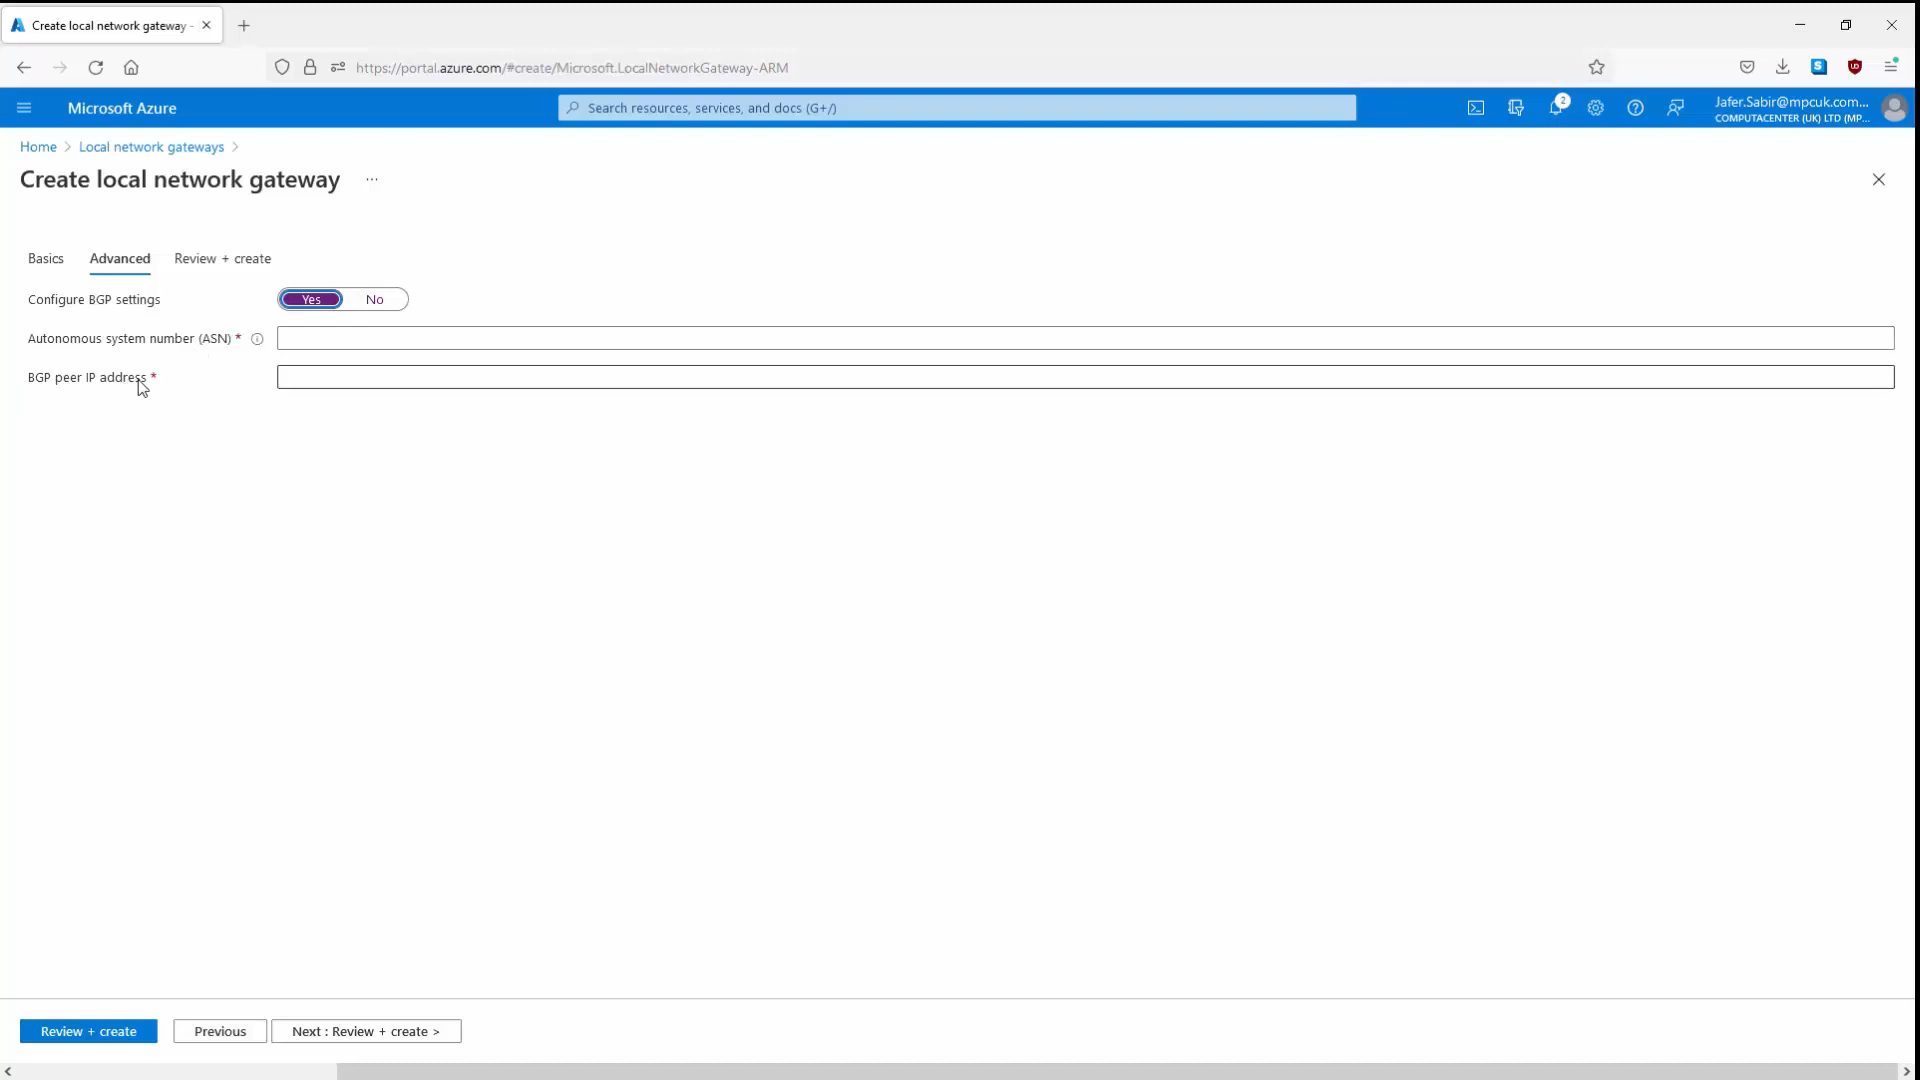 Create local network gateway -
https://portal.azure.com/#create/Microsoft.LocalNetworkGateway-ARM
Microsoft Azure
Search resources, services, and docs (G+/)
2
Jafer.Sabir@mpcuk.com...
COMPUTACENTER (UK) LTD (MP...
Home > Local network gateways >
Create local network gateway ...
Basics Advanced Review + create
Configure BGP settings Yes No
Autonomous system number (ASN) *
BGP peer IP address *
Review + create Previous Next : Review + create >